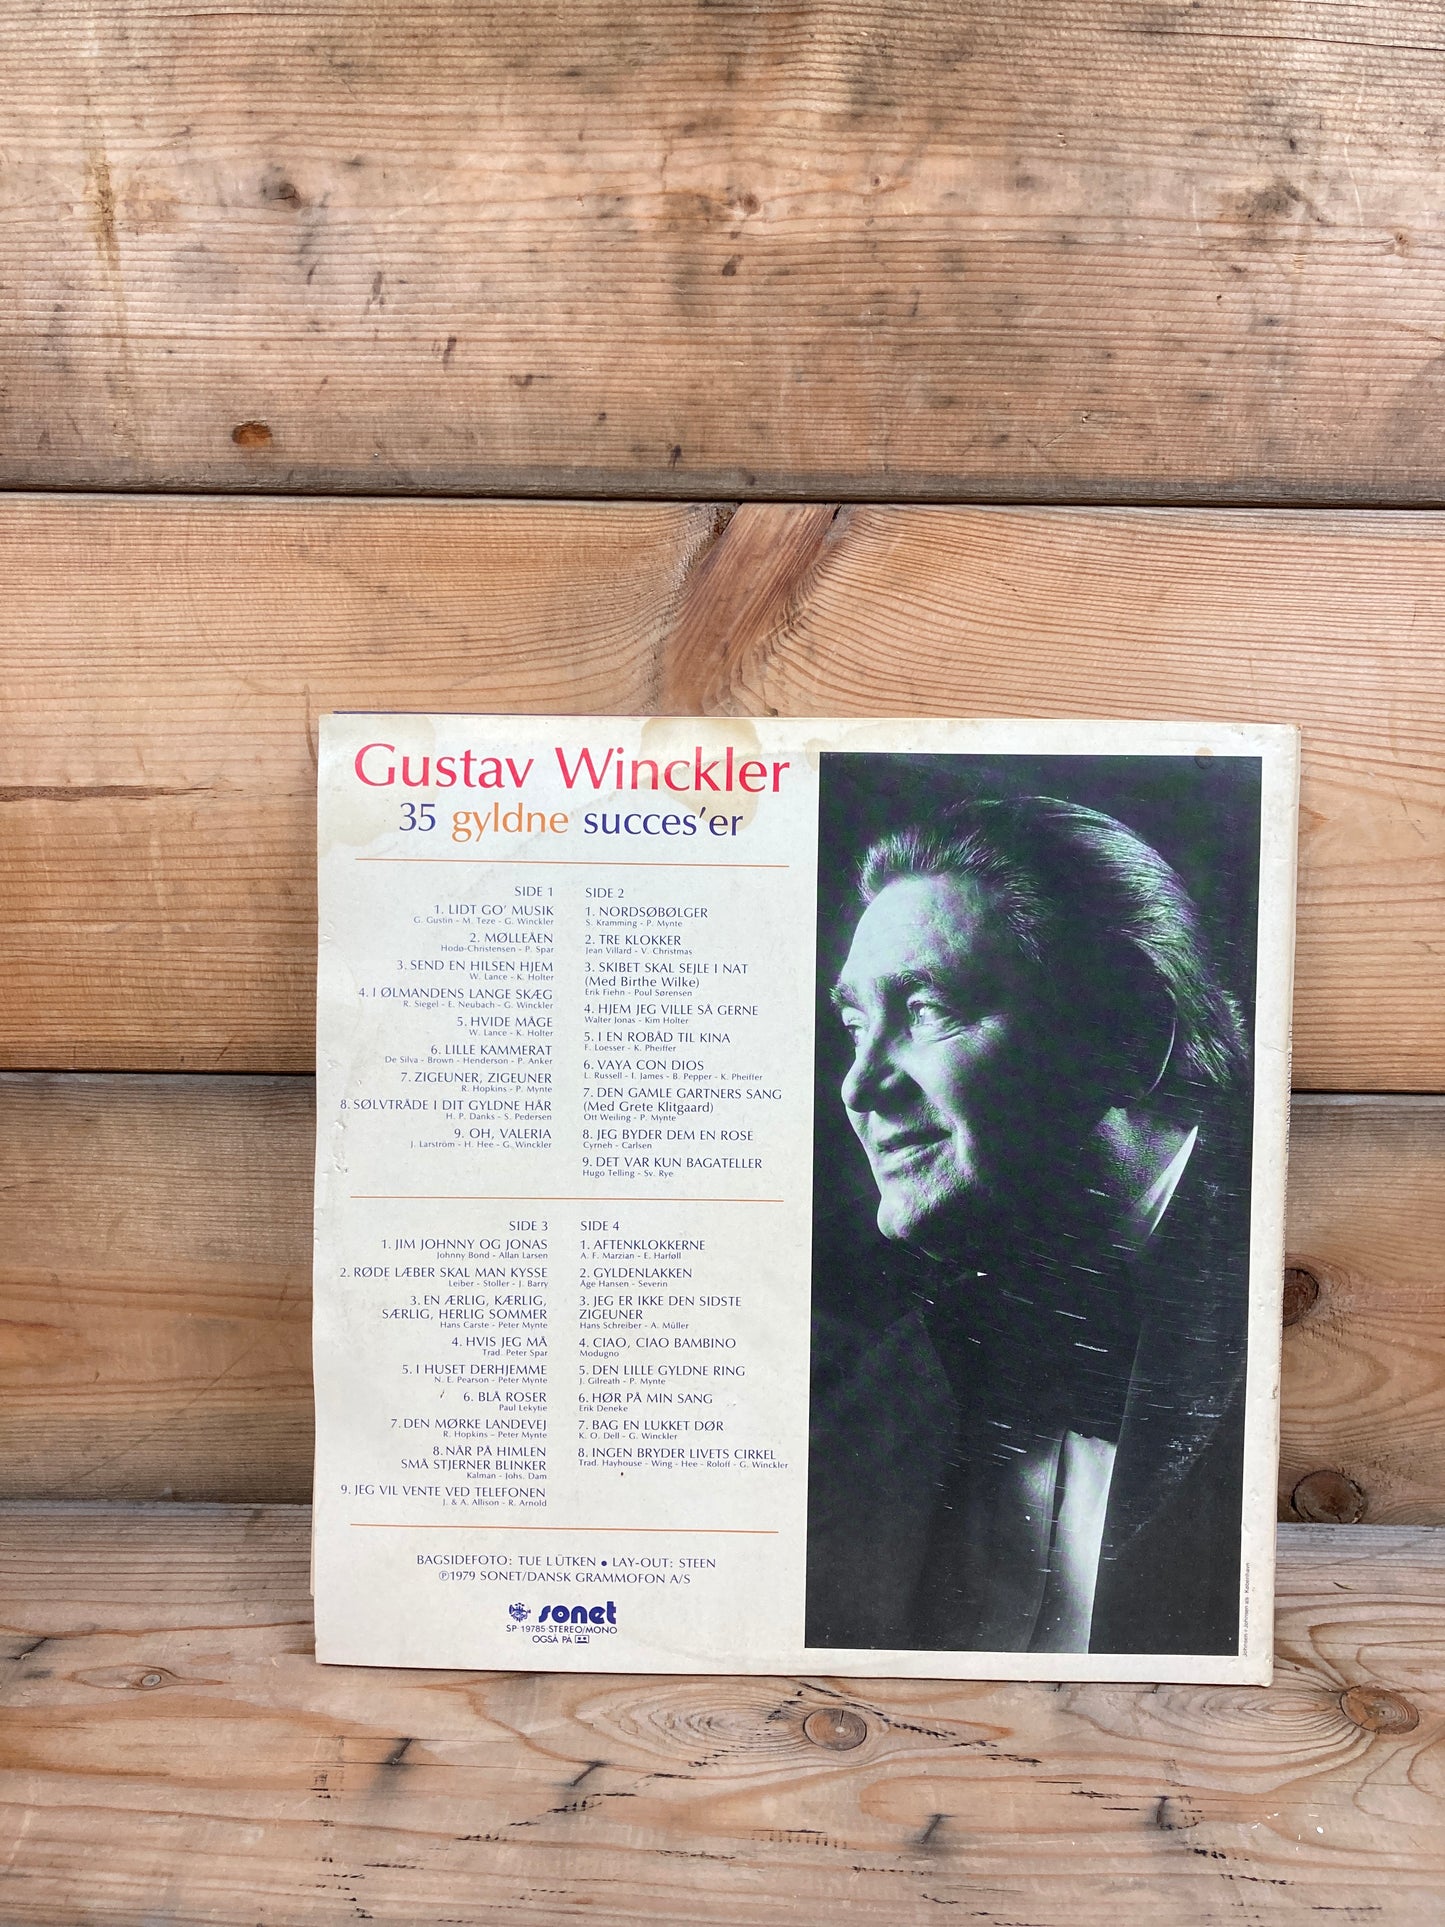 Gustav Winckler
35 gyldne succes'er
SIDE 1
1. LIDT GO' MUSIK
G. Gustin - M. Teze - G. Winckler
2. MØLLEÅEN
Hodø-Christensen - P. Spar
3. SEND EN HILSEN HJEM
W. Lance - K. Holter
4. I ØLMANDENS LANGE SKÆG
R. Siegel - E. Neubach - G. Winckler
5. HVIDE MÅGE
W. Lance - K. Holter
6. LILLE KAMMERAT
De Silva - Brown - Henderson - P. Anker
7. ZIGEUNER, ZIGEUNER
R. Hopkins - P. Mynte
8. SØLVTRÅDE I DIT GYLDNE HÅR
H. P. Danks - S. Pedersen
9. OH, VALERIA
J. Larström - H. Hee - G. Winckler
SIDE 2
1. NORDSØBØLGER
S. Kramming - P. Mynte
2. TRE KLOKKER
Jean Villard - V. Christmas
3. SKIBET SKAL SEJLE I NAT
(Med Birthe Wilke)
Erik Fiehn - Poul Sørensen
4. HJEM JEG VILLE SÅ GERNE
Walter Jonas - Kim Holter
5. I EN ROBÅD TIL KINA
F. Loesser - K. Pheiffer
6. VAYA CON DIOS
L. Russell - I. James - B. Pepper - K. Pheiffer
7. DEN GAMLE GARTNERS SANG
(Med Grete Klitgaard)
Ott Weiling - P. Mynte
8. JEG BYDER DEM EN ROSE
Cyrneh - Carlsen
9. DET VAR KUN BAGATELLER
Hugo Telling - Sv. Rye
SIDE 3
1. JIM JOHNNY OG JONAS
Johnny Bond - Allan Larsen
2. RØDE LÆBER SKAL MAN KYSSE
Leiber - Stoller - J. Barry
3. EN ÆRLIG, KÆRLIG,
SÆRLIG, HERLIG SOMMER
Hans Carste - Peter Mynte
4. HVIS JEG MÅ
Trad. Peter Spar
5. I HUSET DERHJEMME
N. E. Pearson - Peter Mynte
6. BLÅ ROSER
Paul Lekytie
7. DEN MØRKE LANDEVEJ
R. Hopkins - Peter Mynte
8. NÅR PÅ HIMLEN
SMÅ STJERNER BLINKER
Kalman - Johs. Dam
9. JEG VIL VENTE VED TELEFONEN
J. & A. Allison - R. Arnold
SIDE 4
1. AFTENKLOKKERNE
A. F. Marzian - E. Harføll
2. GYLDENLAKKEN
Åge Hansen - Severin
3. JEG ER IKKE DEN SIDSTE
ZIGEUNER
Hans Schreiber - A. Müller
4. CIAO, CIAO BAMBINO
Modugno
5. DEN LILLE GYLDNE RING
J. Gilreath - P. Mynte
6. HØR PÅ MIN SANG
Erik Deneke
7. BAG EN LUKKET DØR
K. O. Dell - G. Winckler
8. INGEN BRYDER LIVETS CIRKEL
Trad. Hayhouse - Wing - Hee - Roloff - G. Winckler
BAGSIDEFOTO: TUE LÜTKEN • LAY-OUT: STEEN
℗1979 SONET/DANSK GRAMMOFON A/S
sonet
SP 19785 STEREO/MONO
OGSÅ PÅ
Johnsen + Johnsen a/s København